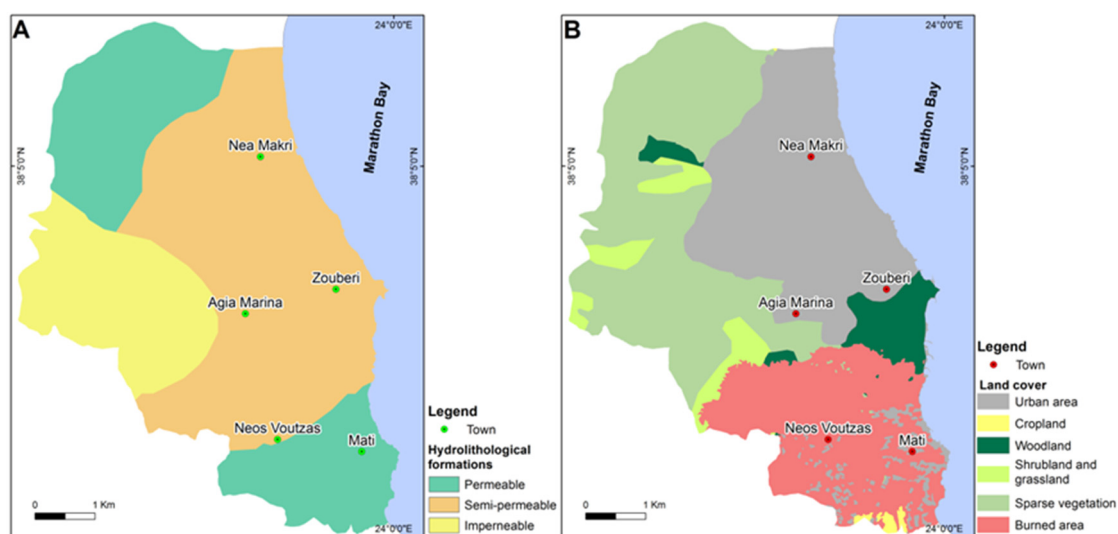 A
24°0'0"E
Marathon Bay
38°5'0"N
Nea Makri
38°5'0"N
Zouberi
Agia Marina
Neos Voutzas
Mati
Legend
Town
Hydrolithological
formations
Permeable
Semi-permeable
Imperneable
0 1 Km
24°0'0"E
B
24°0'0"E
Marathon Bay
38°5'0"N
Nea Makri
38°5'0"N
Zouberi
Agia Marina
Neos Voutzas
Mati
Legend
Town
Land cover
Urban area
Cropland
Woodland
Shrubland and
grassland
Sparse vegetation
Burned area
0 1 Km
24°0'0"E